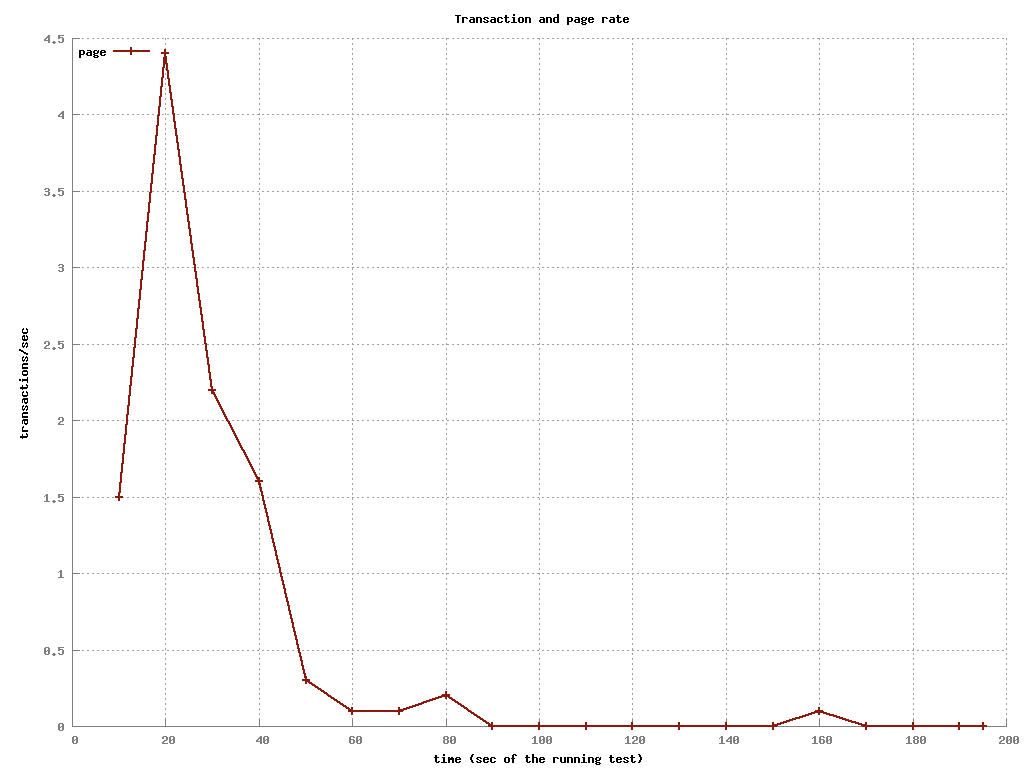 Transaction and page rate
page
4.5
4
3.5
3
2.5
2
1.5
1
0.5
0
transactions/sec
0 20 40 60 80 100 120 140 160 180 200
time (sec of the running test)